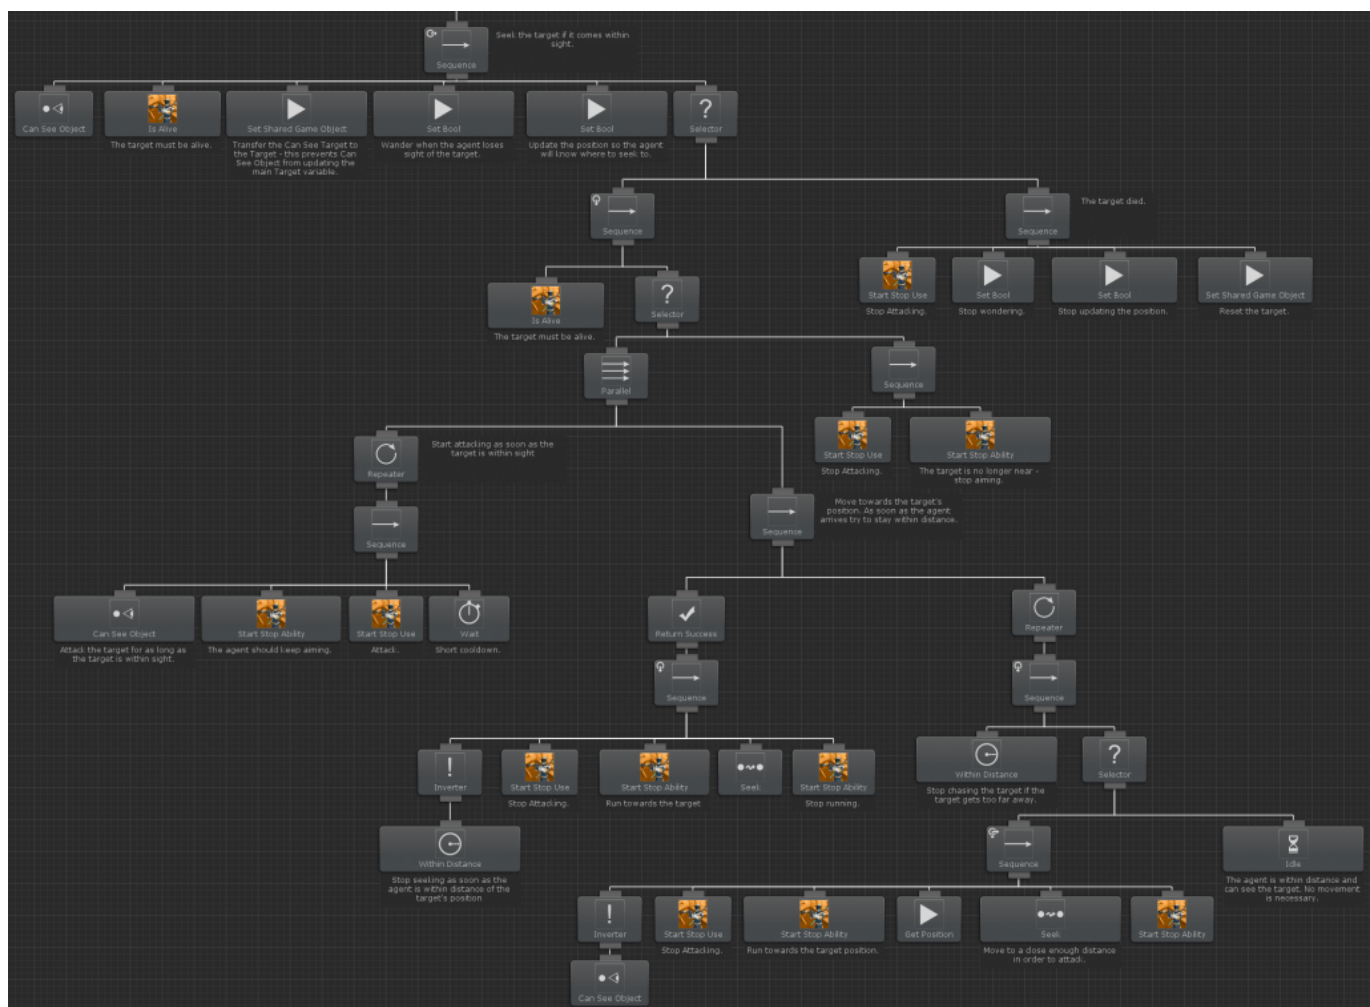 Seek the target if it comes within
sight.
Sequence
Can See Object
Is Alive
Set Shared Game Object
Set Bool
Set Bool
Selector
The target must be alive.
Transfer the Can See Target to
the Target - this prevents Can
See Object from updating the
main Target variable.
Wander when the agent loses
sight of the target.
Update the position so the agent
will know where to seek to.
Sequence
The target died.
Sequence
Is Alive
The target must be alive.
Selector
Start Stop Use
Stop Attacking.
Set Bool
Stop wondering.
Set Bool
Stop updating the position.
Set Shared Game Object
Reset the target.
Parallel
Sequence
Start Stop Use
Stop Attacking.
Start Stop Ability
The target is no longer near -
stop aiming.
Start attacking as soon as the
target is within sight
Repeater
Sequence
Move towards the target's
position. As soon as the agent
arrives try to stay within distance.
Sequence
Can See Object
Attack the target for as long as
the target is within sight.
Start Stop Ability
The agent should keep aiming.
Start Stop Use
Attack.
Wait
Short cooldown.
Return Success
Repeater
Sequence
Sequence
Inverter
Start Stop Use
Stop Attacking.
Start Stop Ability
Run towards the target
Seek
Start Stop Ability
Stop running.
Within Distance
Stop chasing the target if the
target gets too far away.
Selector
Within Distance
Stop seeking as soon as the
agent is within distance of the
target's position
Sequence
Idle
The agent is within distance and
can see the target. No movement
is necessary.
Inverter
Start Stop Use
Stop Attacking.
Start Stop Ability
Run towards the target position.
Get Position
Seek
Move to a close enough distance
in order to attack.
Start Stop Ability
Can See Object